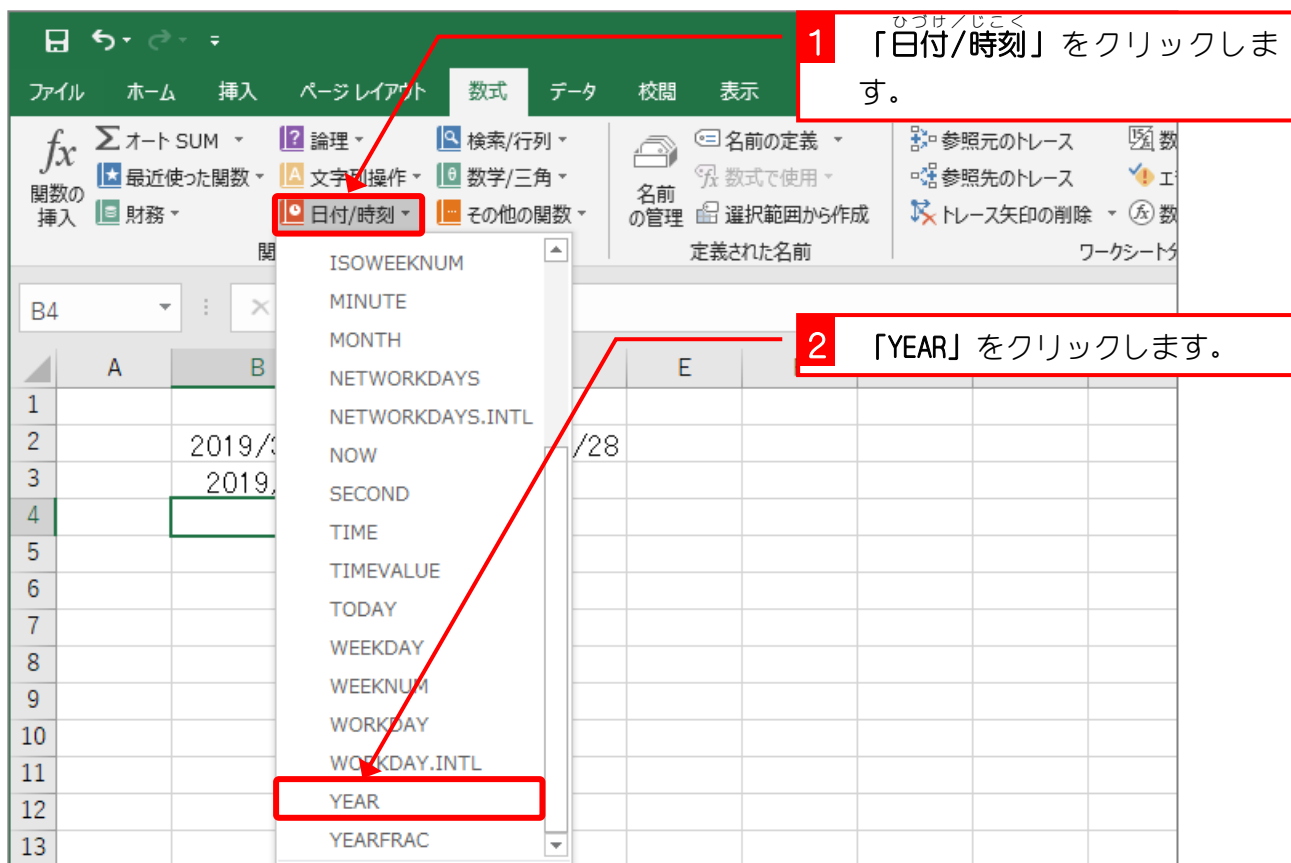 1
ひづけ/じこく
「日付/時刻」をクリックしま
す。
ファイル ホーム 挿入 ページ レイアウト 数式 データ 校閲 表示
fx 関数の
挿入
Σ オート SUM
最近使った関数
財務
論理
文字列操作
日付/時刻
検索/行列
数学/三角
その他の関数
名前
の管理
名前の定義
数式で使用
選択範囲から作成
定義された名前
参照元のトレース
参照先のトレース
トレース矢印の削除
数
エ
数
関
ワークシート分
B4
2 「YEAR」をクリックします。
A B E
1
2 2019/3 /28
3 2019/
4
5
6
7
8
9
10
11
12
13
ISOWEEKNUM
MINUTE
MONTH
NETWORKDAYS
NETWORKDAYS.INTL
NOW
SECOND
TIME
TIMEVALUE
TODAY
WEEKDAY
WEEKNUM
WORKDAY
WORKDAY.INTL
YEAR
YEARFRAC